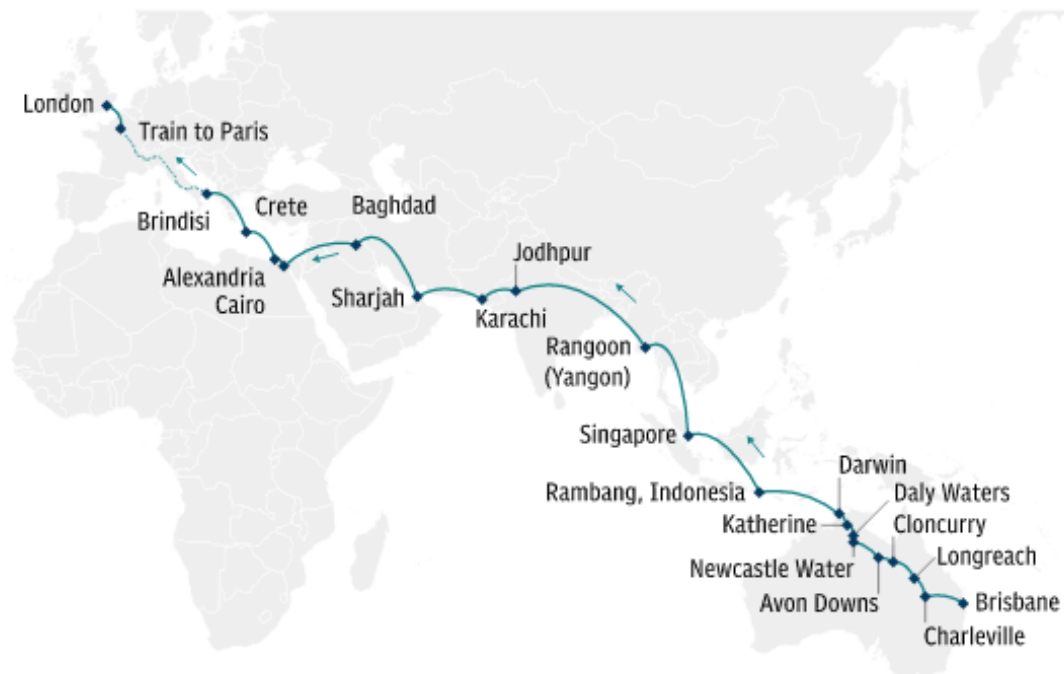 London
Train to Paris
Brindisi
Crete
Alexandria
Cairo
Baghdad
Sharjah
Karachi
Jodhpur
Rangoon
(Yangon)
Singapore
Rambang, Indonesia
Darwin
Katherine
Daly Waters
Newcastle Water
Cloncurry
Avon Downs
Longreach
Charleville
Brisbane